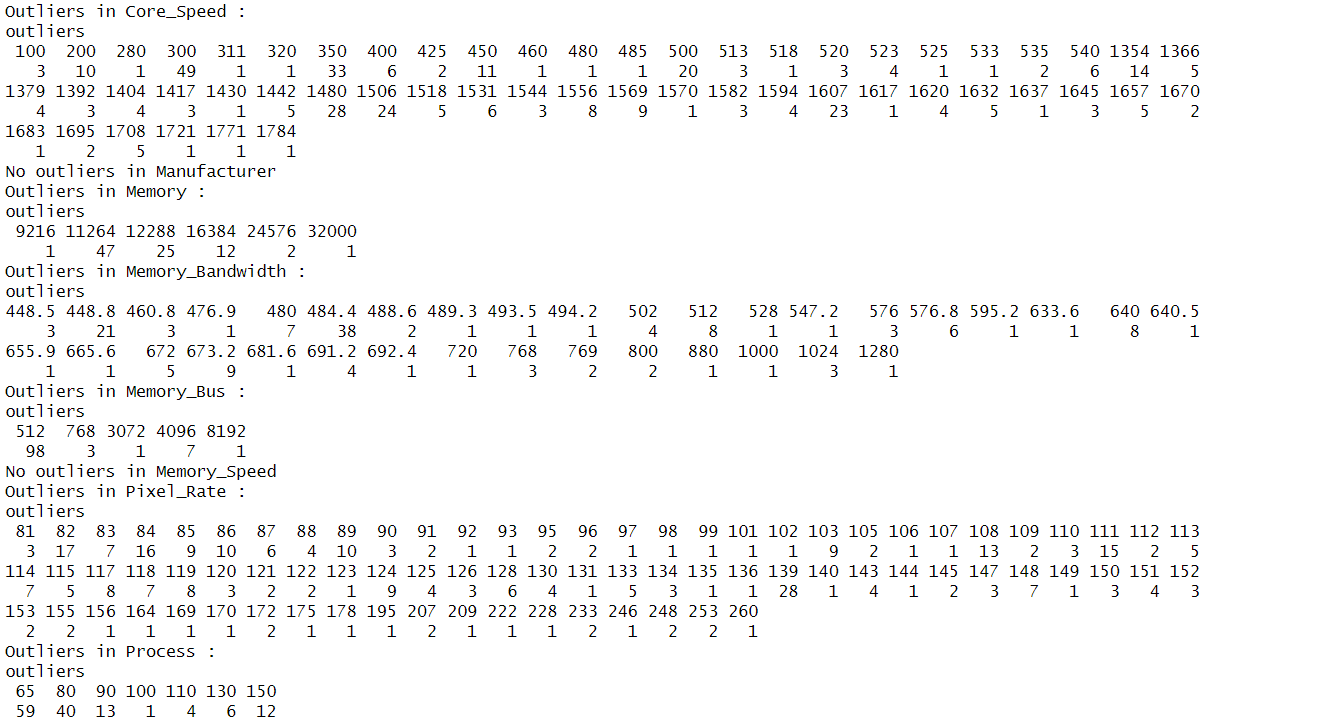 Outliers in Core_Speed :
outliers
 100  200  280  300  311  320  350  400  425  450  460  480  485  500  513  518  520  523  525  533  535  540 1354 1366
   3   10    1   49    1    1   33    6    2   11    1    1    1   20    3    1    3    4    1    1    2    6   14    5
1379 1392 1404 1417 1430 1442 1480 1506 1518 1531 1544 1556 1569 1570 1582 1594 1607 1617 1620 1632 1637 1645 1657 1670
   4    3    4    3    1    5   28   24    5    6    3    8    9    1    3    4   23    1    4    5    1    3    5    2
1683 1695 1708 1721 1771 1784
   1    2    5    1    1    1
No outliers in Manufacturer
Outliers in Memory :
outliers
 9216 11264 12288 16384 24576 32000
    1    47    25    12     2     1
Outliers in Memory_Bandwidth :
outliers
448.5 448.8 460.8 476.9   480 484.4 488.6 489.3 493.5 494.2   502   512   528 547.2   576 576.8 595.2 633.6   640 640.5
    3    21     3     1     7    38     2     1     1     1     4     8     1     1     3     6     1     1     8     1
655.9 665.6   672 673.2 681.6 691.2 692.4   720   768   769   800   880  1000  1024  1280
    1     1     5     9     1     4     1     1     3     2     2     1     1     3     1
Outliers in Memory_Bus :
outliers
 512  768 3072 4096 8192
  98    3    1    7    1
No outliers in Memory_Speed
Outliers in Pixel_Rate :
outliers
 81  82  83  84  85  86  87  88  89  90  91  92  93  95  96  97  98  99 101 102 103 105 106 107 108 109 110 111 112 113
  3  17   7  16   9  10   6   4  10   3   2   1   1   2   2   1   1   1   1   1   9   2   1   1  13   2   3  15   2   5
114 115 117 118 119 120 121 122 123 124 125 126 128 130 131 133 134 135 136 139 140 143 144 145 147 148 149 150 151 152
  7   5   8   7   8   3   2   2   1   9   4   3   6   4   1   5   3   1   1  28   1   4   1   2   3   7   1   3   4   3
153 155 156 164 169 170 172 175 178 195 207 209 222 228 233 246 248 253 260
  2   2   1   1   1   1   2   1   1   1   2   1   1   1   2   1   2   2   1
Outliers in Process :
outliers
 65  80  90 100 110 130 150
 59  40  13   1   4   6  12